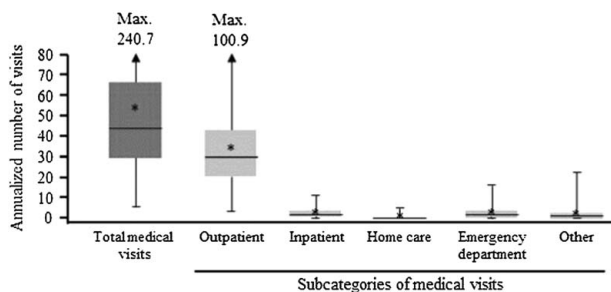 Max.
240.7
Max.
100.9
Annualized number of visits
80
70
60
50
40
30
20
10
0
Total medical
visits
Outpatient
Inpatient
Home care
Emergency
department
Other
Subcategories of medical visits